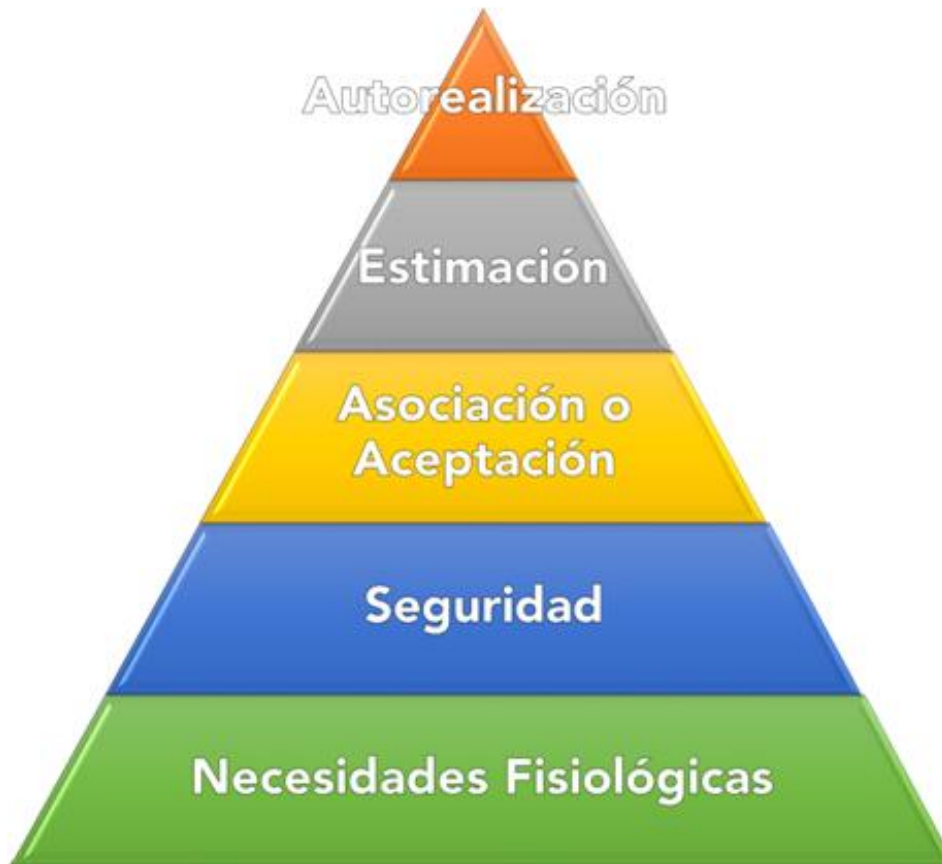 Autorealización
Estimación
Asociación o
Aceptación
Seguridad
Necesidades Fisiológicas